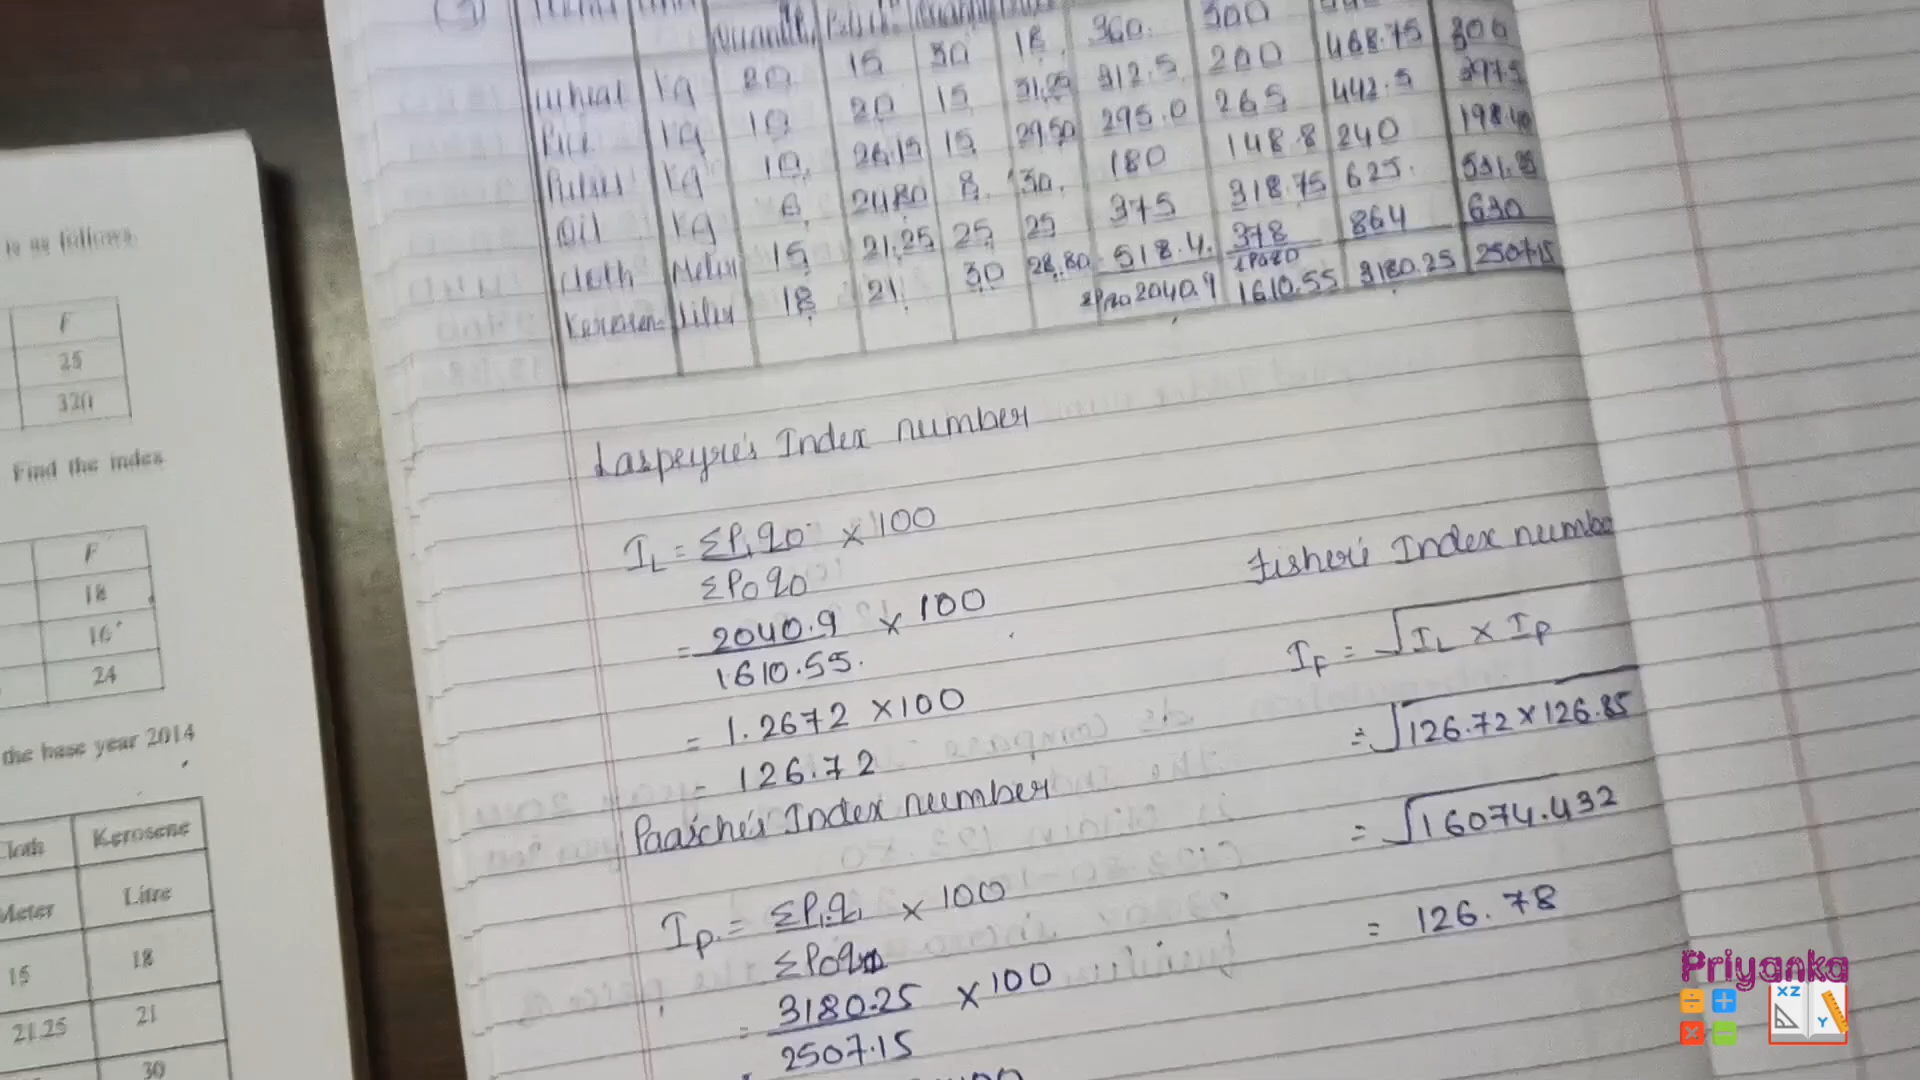 is as follows.
F
25
320
Find the index
F
18
16
24
the base year 2014
Kerosene
Meter Litre
15 18
21.25 21
30
(3)
wheat kg 20 15 30 18 360. 300
Rice kg 10 20 15 31.25 312.5 200 468.75 300
Pulses kg 10 26.15 15 29.50 295.0 265 442.5 397.5
Oil kg 6 24.80 8 30. 180 148.8 240 198.40
cloth Meter 15 21.25 25 25 375 318.75 625. 531.25
Kerosen- Liter 18 21 30 28.80 518.4. 378 864 630
2040.9 1610.55 3180.25 2507.15
Laspeyre's Index number
I_L = ΣP₁q0 × 100
ΣP0q0
= 2040.9 × 100
1610.55.
= 1.2672 ×100
= 126.72
Paasche's Index number
I_P = ΣP₁q₁ × 100
ΣP0q₁
= 3180.25 × 100
2507.15
Fisher's Index numbe
I_F = √I_L × I_P
= √126.72 × 126.85
= √16074.432
= 126.78
Priyanka
XZ
Y